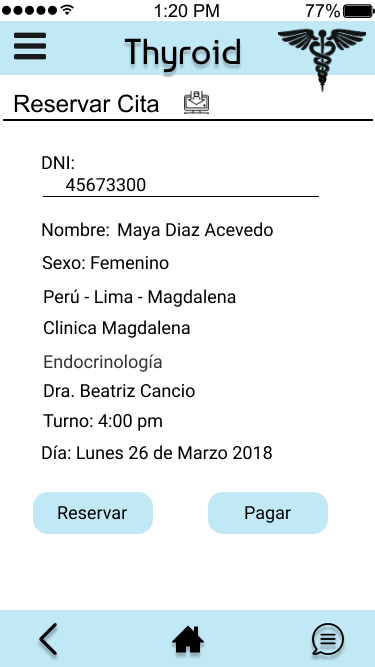 1:20 PM 77%
Thyroid
Reservar Cita
DNI:
45673300
Nombre: Maya Diaz Acevedo
Sexo: Femenino
Perú - Lima - Magdalena
Clinica Magdalena
Endocrinología
Dra. Beatriz Cancio
Turno: 4:00 pm
Día: Lunes 26 de Marzo 2018
Reservar Pagar